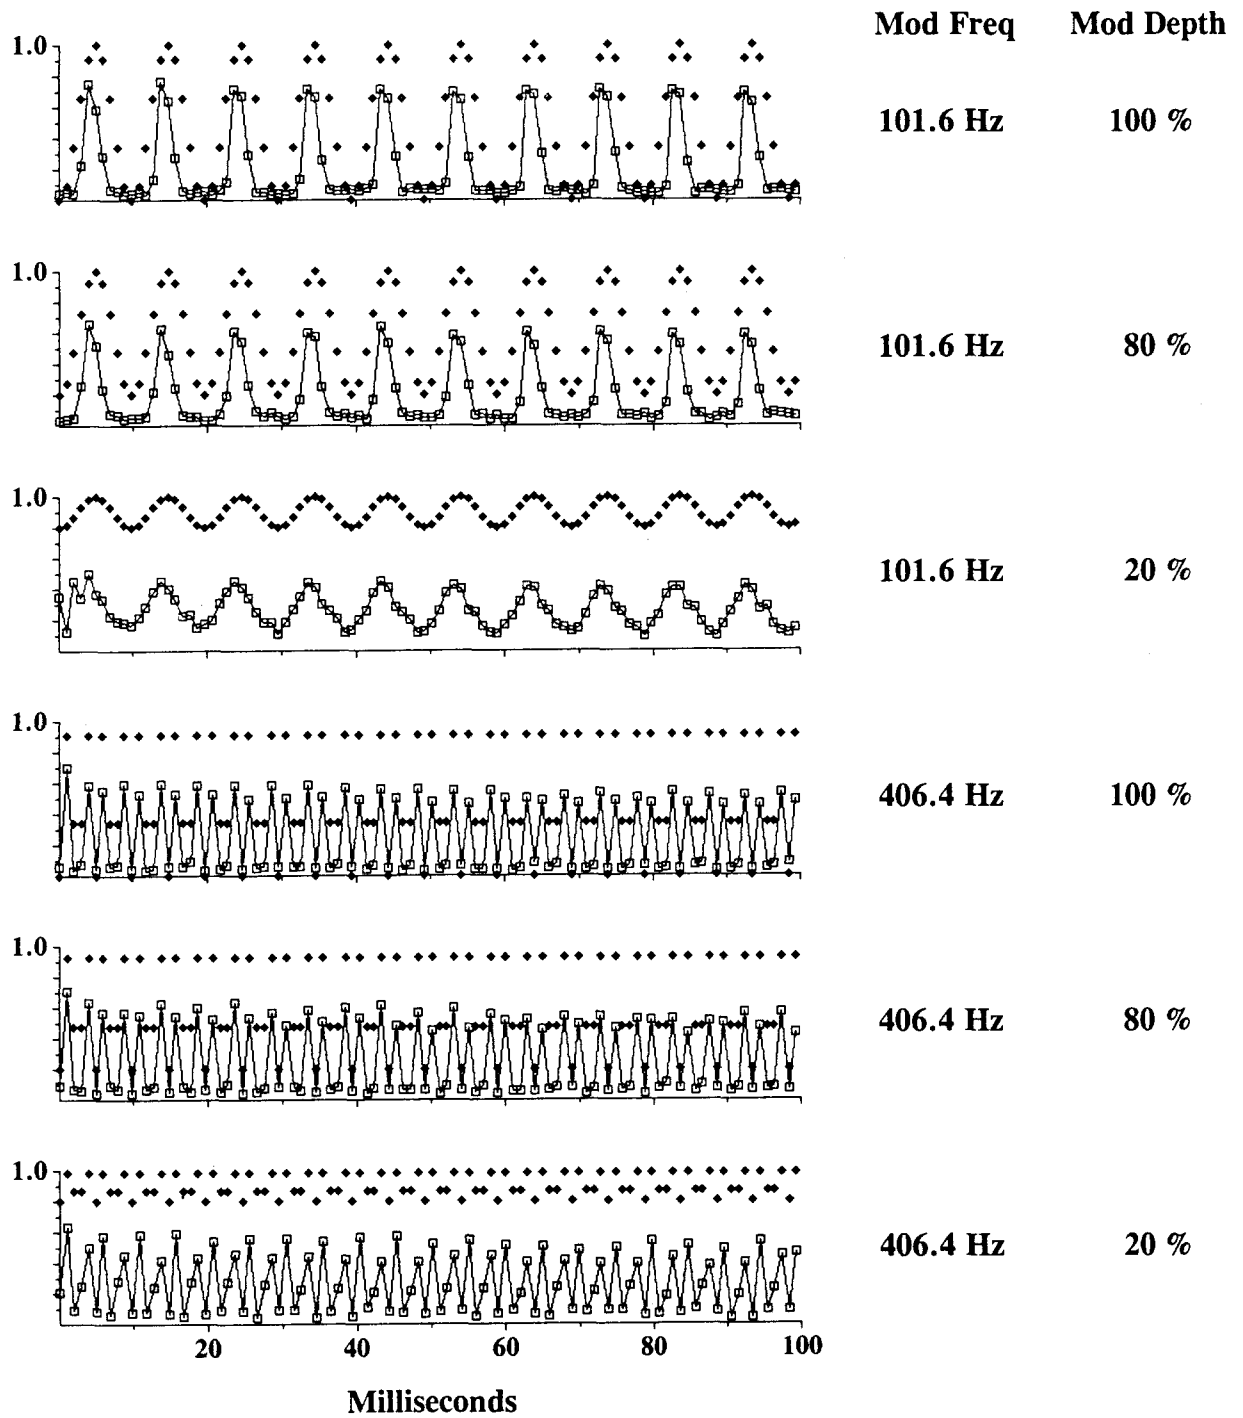 Mod Freq Mod Depth
1.0
101.6 Hz 100 %
1.0
101.6 Hz 80 %
1.0
101.6 Hz 20 %
1.0
406.4 Hz 100 %
1.0
406.4 Hz 80 %
1.0
406.4 Hz 20 %
20 40 60 80 100
Milliseconds